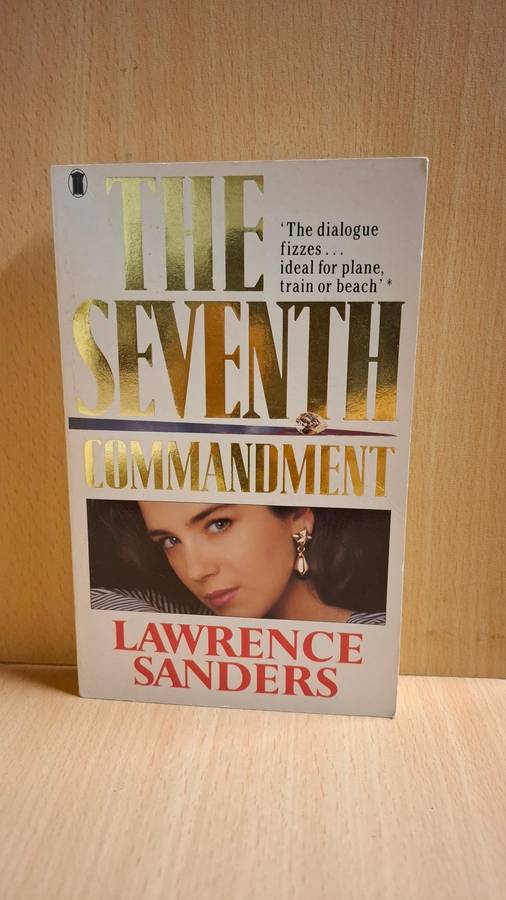 THE
'The dialogue
fizzes...
ideal for plane,
train or beach'*
SEVENTH
COMMANDMENT
LAWRENCE
SANDERS